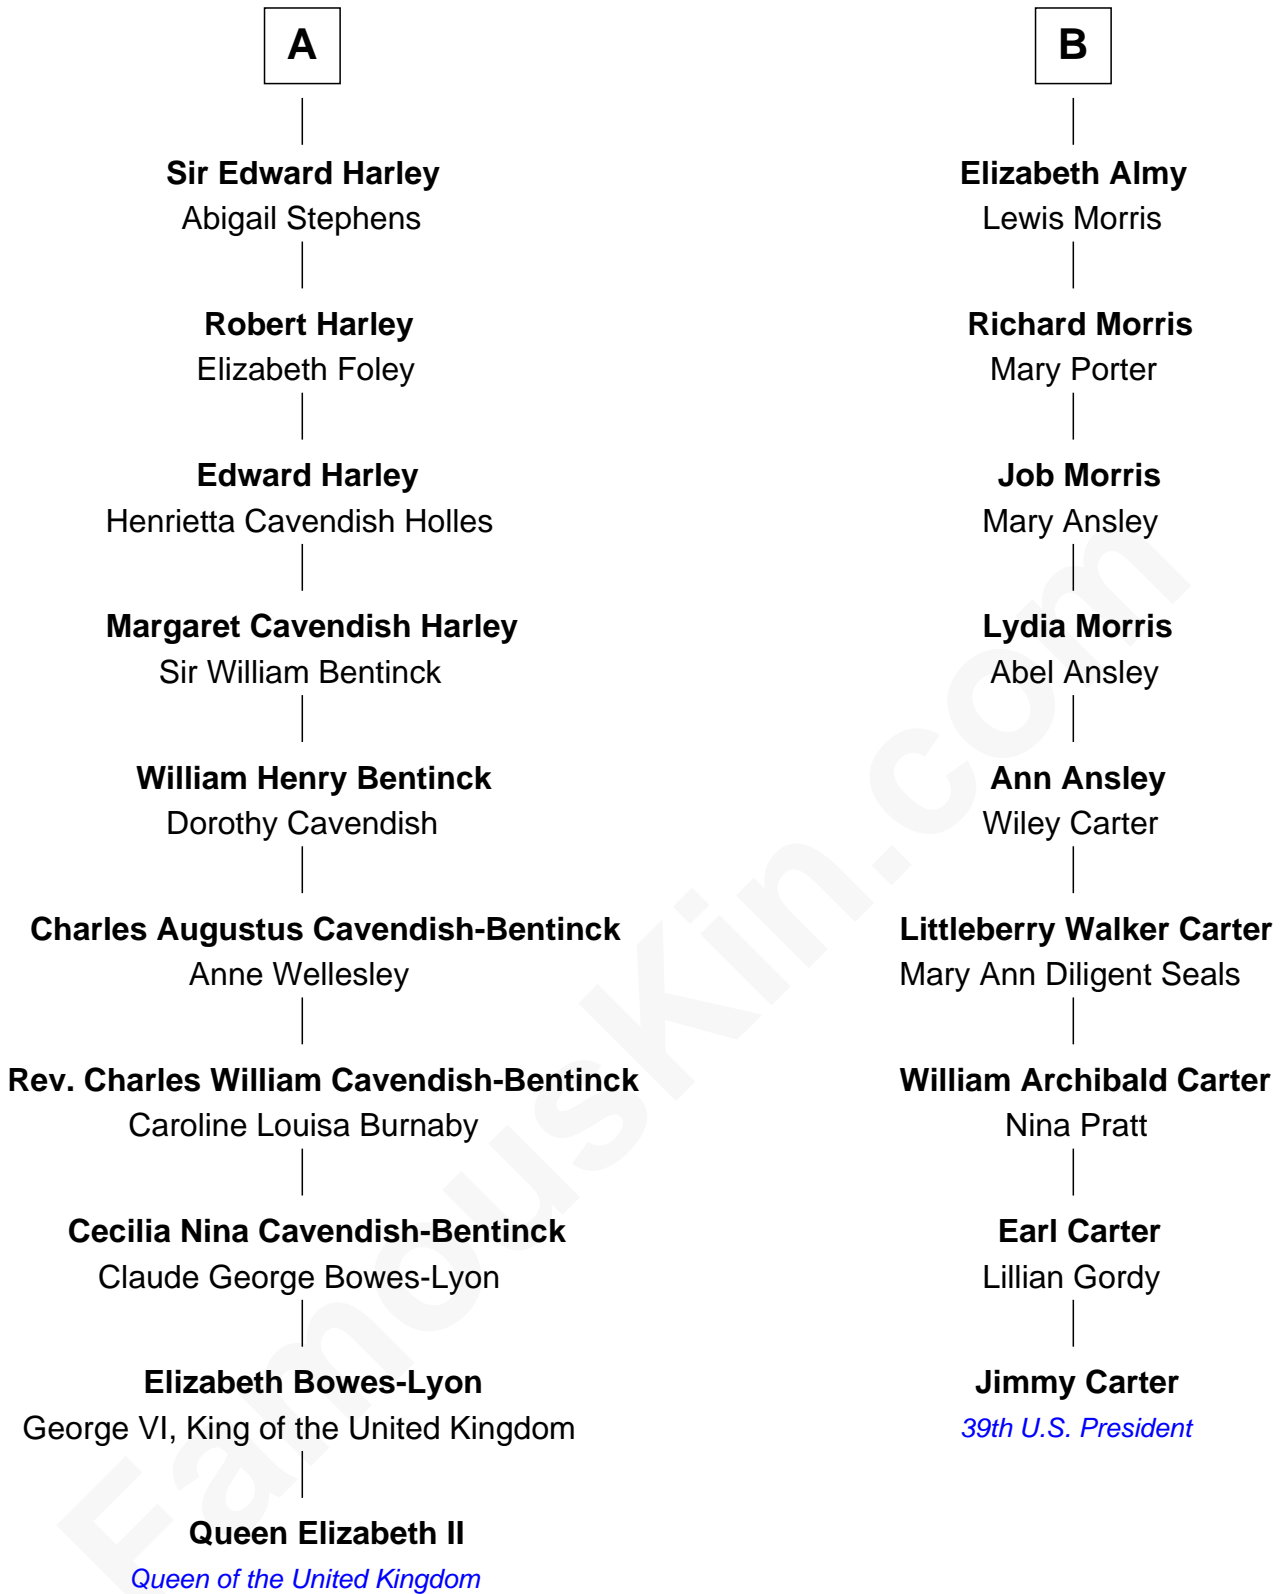 A
Sir Edward Harley
Abigail Stephens
Robert Harley
Elizabeth Foley
Edward Harley
Henrietta Cavendish Holles
Margaret Cavendish Harley
Sir William Bentinck
William Henry Bentinck
Dorothy Cavendish
Charles Augustus Cavendish-Bentinck
Anne Wellesley
Rev. Charles William Cavendish-Bentinck
Caroline Louisa Burnaby
Cecilia Nina Cavendish-Bentinck
Claude George Bowes-Lyon
Elizabeth Bowes-Lyon
George VI, King of the United Kingdom
Queen Elizabeth II
Queen of the United Kingdom
B
Elizabeth Almy
Lewis Morris
Richard Morris
Mary Porter
Job Morris
Mary Ansley
Lydia Morris
Abel Ansley
Ann Ansley
Wiley Carter
Littleberry Walker Carter
Mary Ann Diligent Seals
William Archibald Carter
Nina Pratt
Earl Carter
Lillian Gordy
Jimmy Carter
39th U.S. President
FamousKin.com